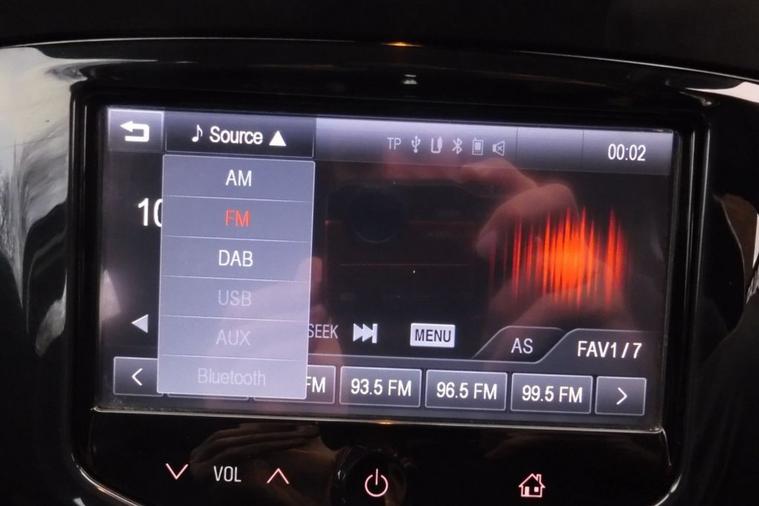 Source
TP
00:02
AM
FM
DAB
USB
AUX
Bluetooth
10
SEEK
MENU
AS
FAV1/7
FM
93.5 FM
96.5 FM
99.5 FM
VOL